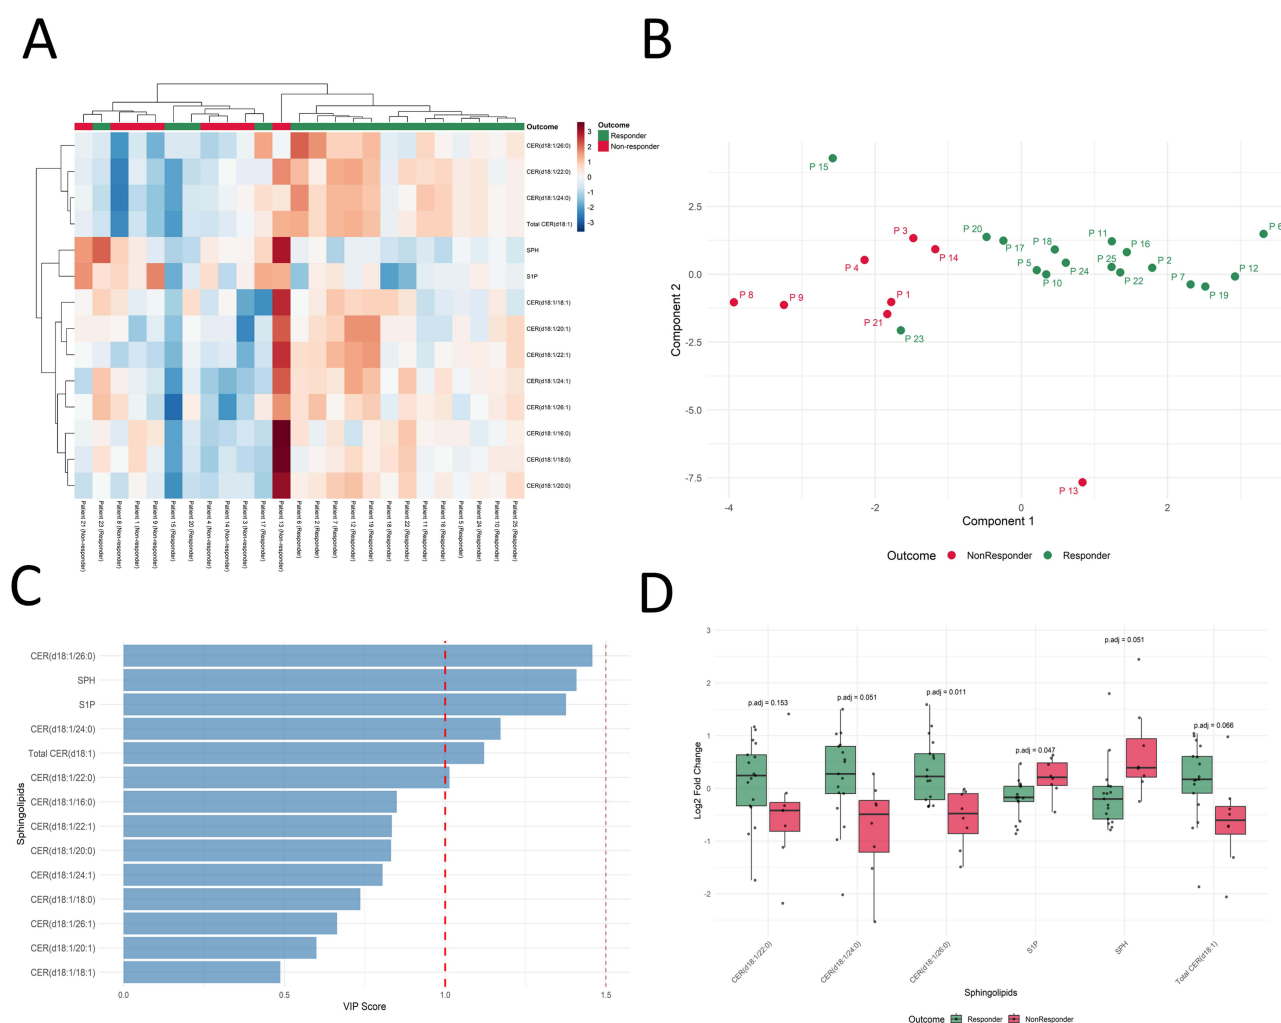 A
Outcome
CER(d18:1/26:0)
CER(d18:1/22:0)
CER(d18:1/24:0)
Total CER(d18:1)
SPH
S1P
CER(d18:1/18:1)
CER(d18:1/20:1)
CER(d18:1/22:1)
CER(d18:1/24:1)
CER(d18:1/26:1)
CER(d18:1/16:0)
CER(d18:1/18:0)
CER(d18:1/20:0)
3
2
1
0
-1
-2
-3
Outcome
Responder
Non-responder
Patient 21 (Non-responder)
Patient 23 (Responder)
Patient 8 (Non-responder)
Patient 1 (Non-responder)
Patient 9 (Non-responder)
Patient 15 (Responder)
Patient 20 (Responder)
Patient 4 (Non-responder)
Patient 14 (Non-responder)
Patient 3 (Non-responder)
Patient 17 (Responder)
Patient 13 (Non-responder)
Patient 6 (Responder)
Patient 2 (Responder)
Patient 7 (Responder)
Patient 12 (Responder)
Patient 19 (Responder)
Patient 18 (Responder)
Patient 22 (Responder)
Patient 11 (Responder)
Patient 16 (Responder)
Patient 5 (Responder)
Patient 24 (Responder)
Patient 10 (Responder)
Patient 25 (Responder)
B
Component 2
2.5
0.0
-2.5
-5.0
-7.5
P 15
P 3
P 14
P 4
P 8
P 9
P 1
P 21
P 23
P 20
P 17
P 18
P 5
P 10
P 24
P 11
P 16
P 25
P 22
P 2
P 7
P 19
P 12
P 6
P 13
-4
-2
0
2
Component 1
Outcome
NonResponder
Responder
C
Sphingolipids
CER(d18:1/26:0)
SPH
S1P
CER(d18:1/24:0)
Total CER(d18:1)
CER(d18:1/22:0)
CER(d18:1/16:0)
CER(d18:1/22:1)
CER(d18:1/20:0)
CER(d18:1/24:1)
CER(d18:1/18:0)
CER(d18:1/26:1)
CER(d18:1/20:1)
CER(d18:1/18:1)
0.0
0.5
1.0
1.5
VIP Score
D
Log2 Fold Change
3
2
1
0
-1
-2
p.adj = 0.153
p.adj = 0.051
p.adj = 0.011
p.adj = 0.047
p.adj = 0.051
p.adj = 0.066
CER(d18:1/22:0)
CER(d18:1/24:0)
CER(d18:1/26:0)
S1P
SPH
Total CER(d18:1)
Sphingolipids
Outcome
Responder
NonResponder